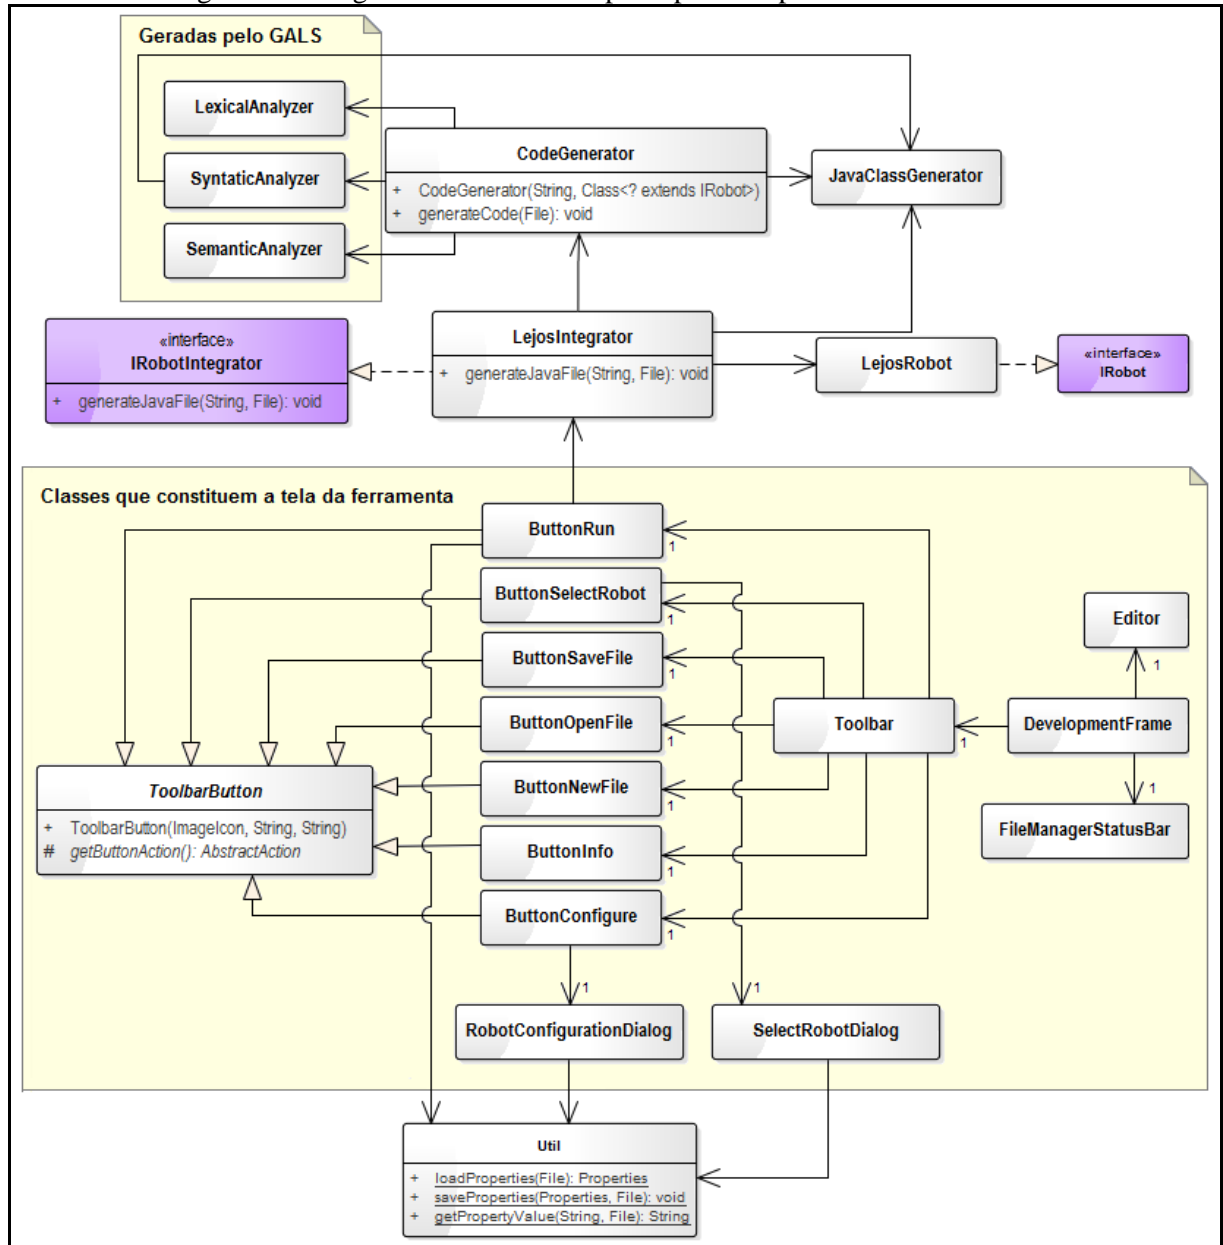 Geradas pelo GALS
LexicalAnalyzer
SyntaticAnalyzer
SemanticAnalyzer
CodeGenerator
+ CodeGenerator(String, Class<? extends IRobot>)
+ generateCode(File): void
JavaClassGenerator
«interface»
IRobotIntegrator
+ generateJavaFile(String, File): void
LejosIntegrator
+ generateJavaFile(String, File): void
LejosRobot
«interface»
IRobot
Classes que constituem a tela da ferramenta
ButtonRun
1
ButtonSelectRobot
1
ButtonSaveFile
1
ButtonOpenFile
1
ButtonNewFile
1
ButtonInfo
1
ButtonConfigure
1
Toolbar
1
Editor
1
DevelopmentFrame
1
FileManagerStatusBar
ToolbarButton
+ ToolbarButton(ImageIcon, String, String)
# getButtonAction(): AbstractAction
1
RobotConfigurationDialog
1
SelectRobotDialog
Util
+ loadProperties(File): Properties
+ saveProperties(Properties, File): void
+ getPropertyValue(String, File): String